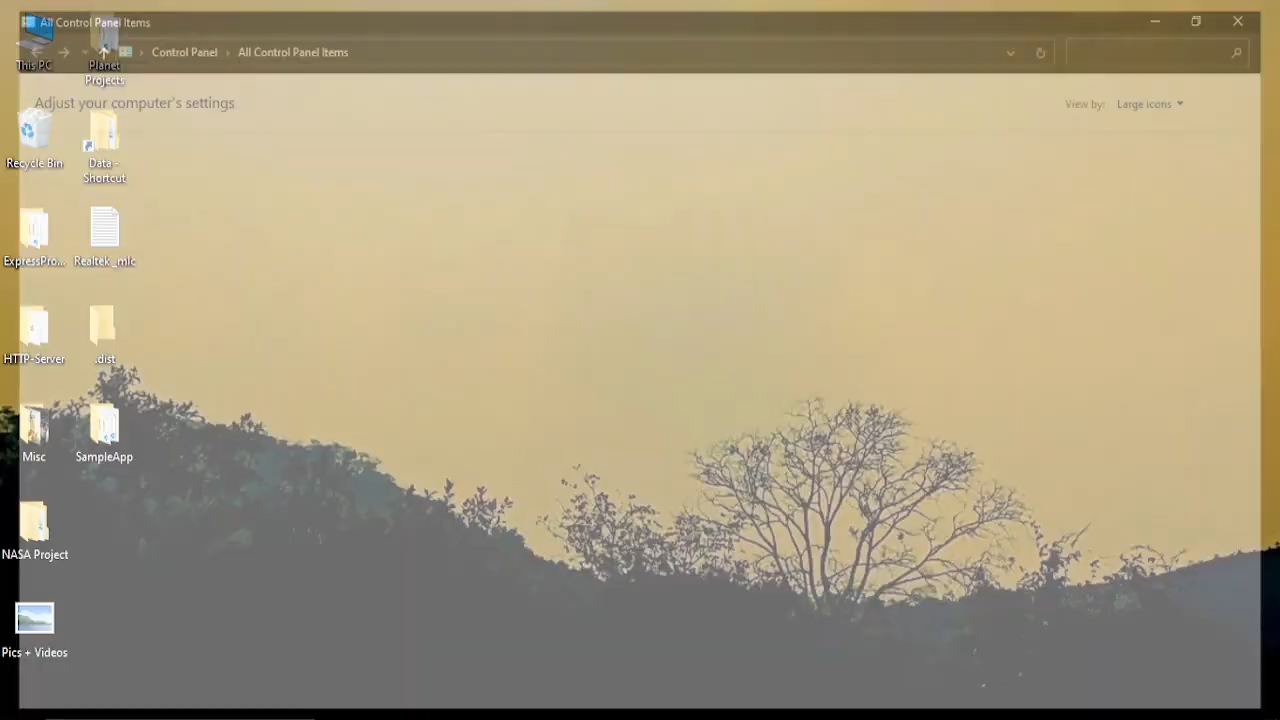 All Control Panel Items
Control Panel
All Control Panel Items
Adjust your computer's settings
View by:
Large icons
This PC
Planet
Projects
Recycle Bin
Data -
Shortcut
ExpressPro...
Realtek_mic
HTTP-Server
.dist
Misc
SampleApp
NASA Project
Pics + Videos